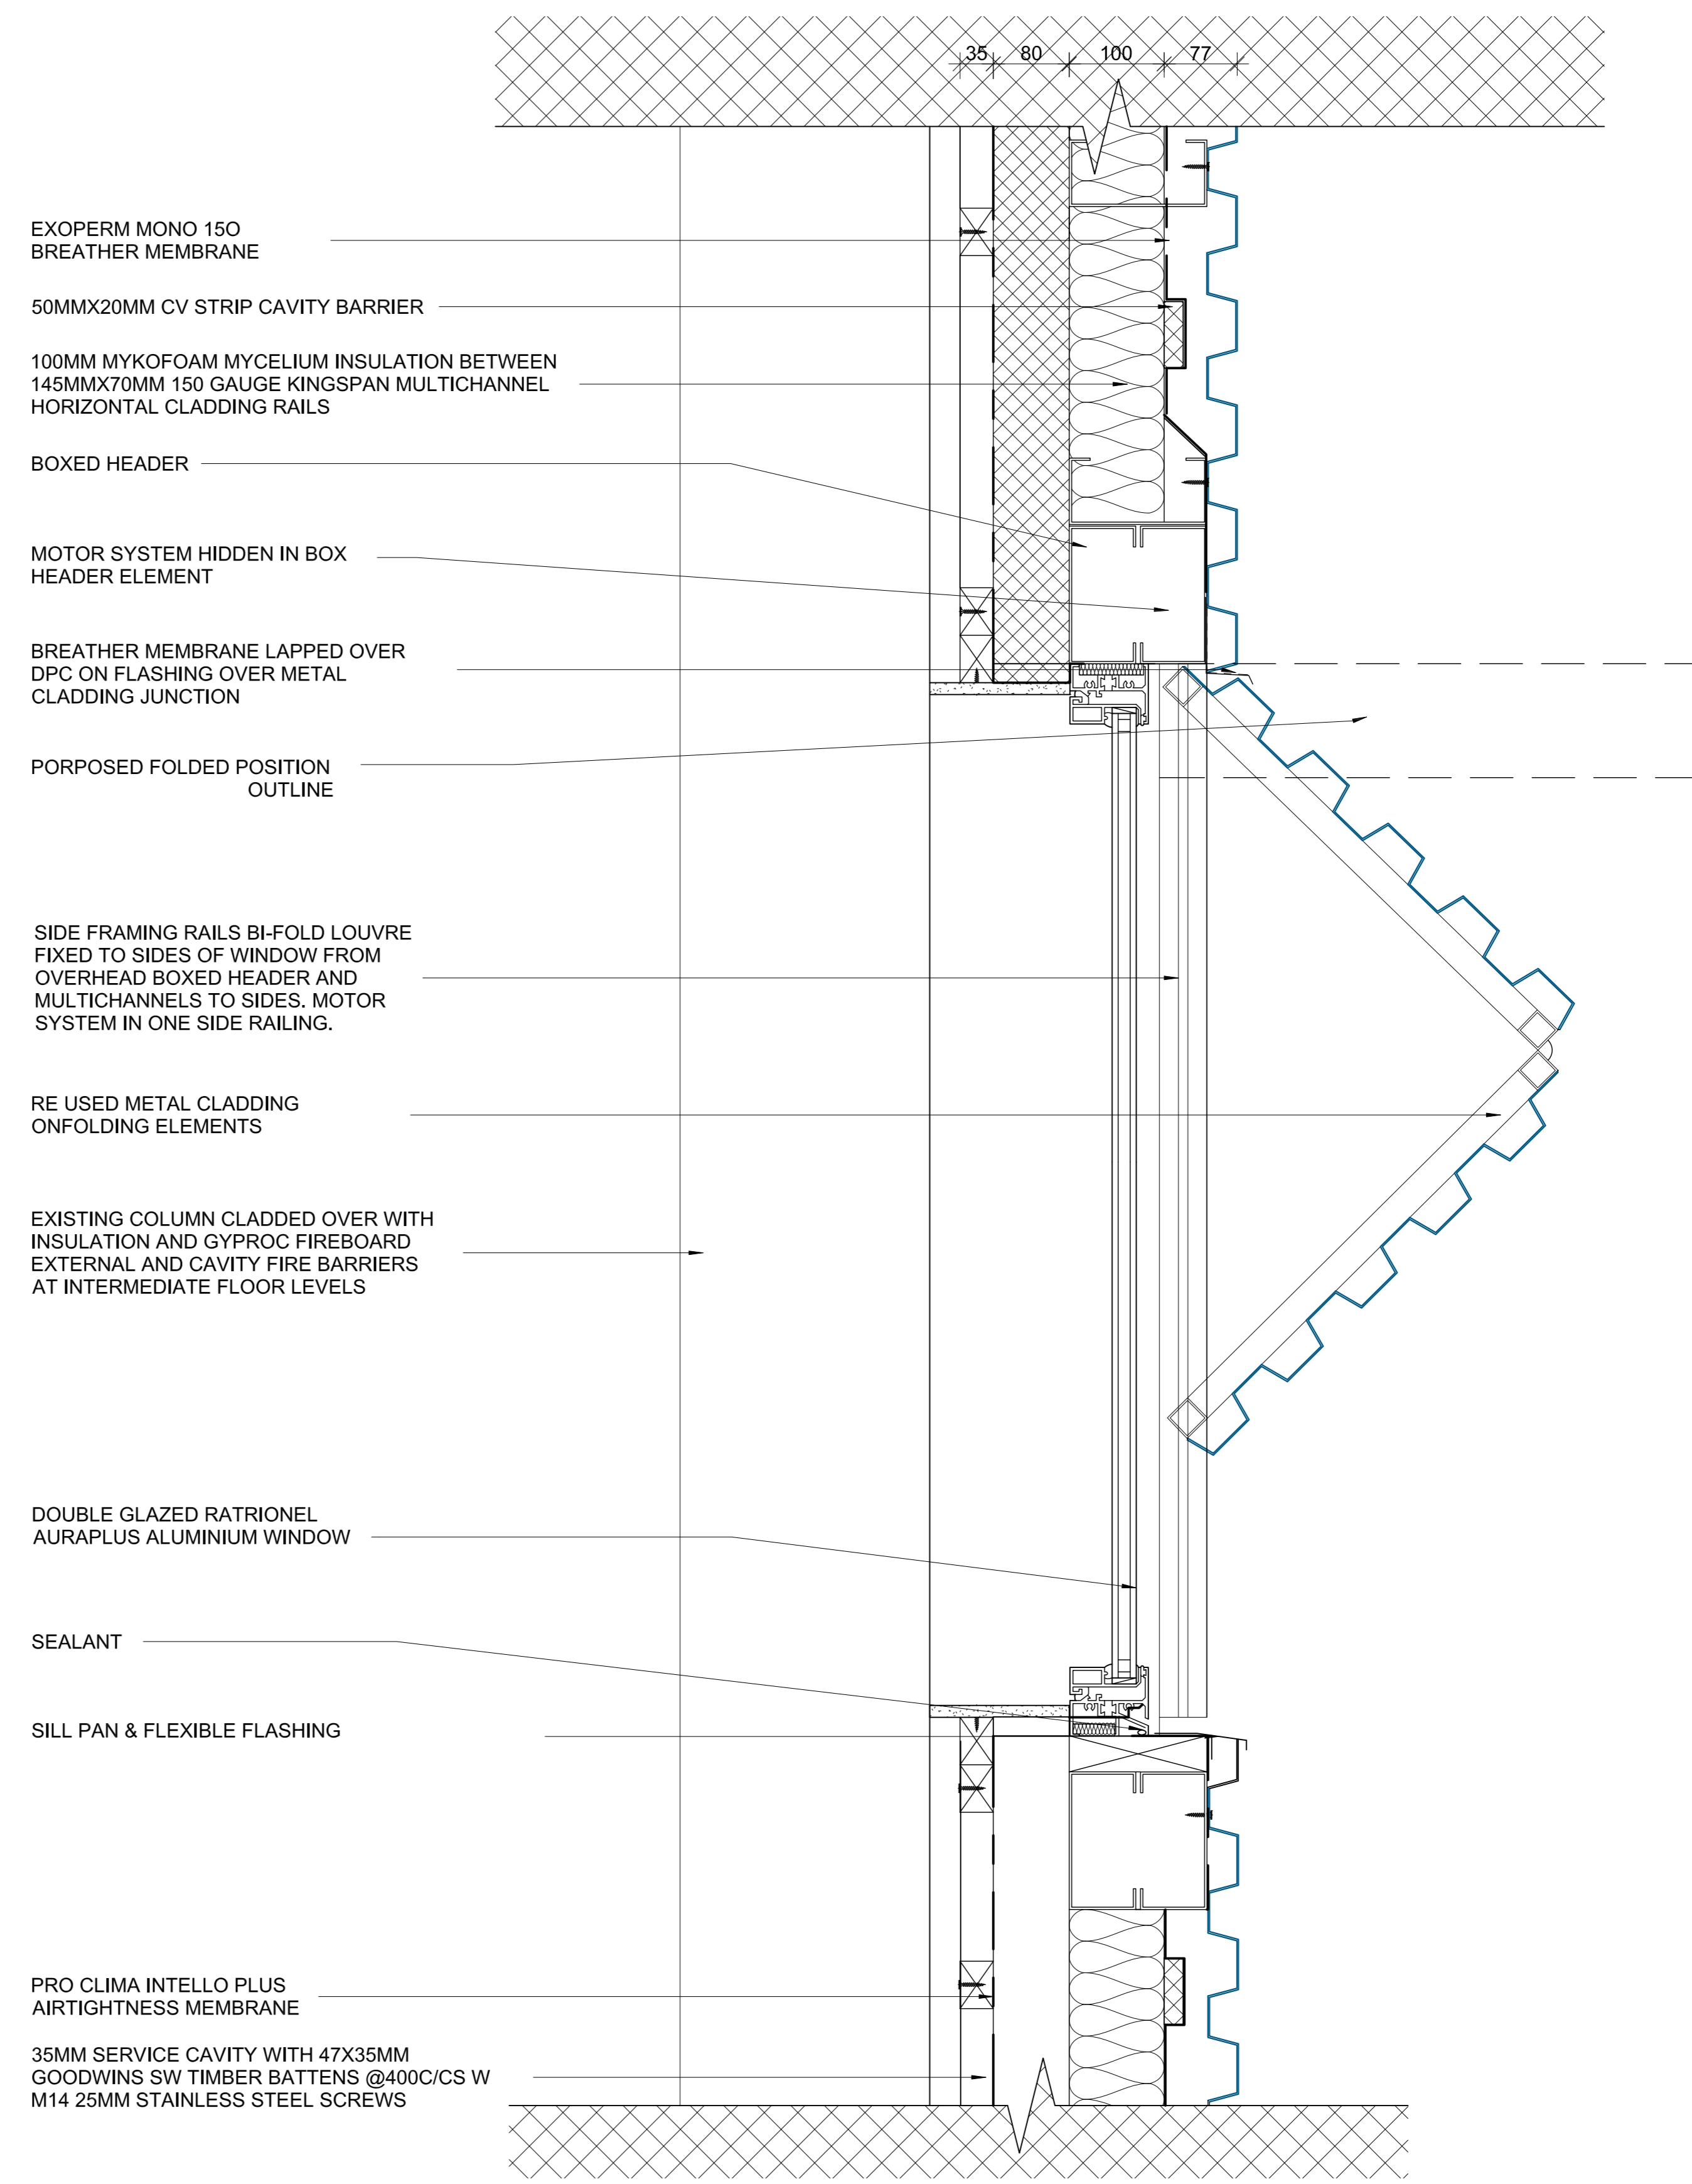 35 80 100 77
EXOPERM MONO 15O
BREATHER MEMBRANE
50MMX20MM CV STRIP CAVITY BARRIER
100MM MYKOFOAM MYCELIUM INSULATION BETWEEN
145MMX70MM 150 GAUGE KINGSPAN MULTICHANNEL
HORIZONTAL CLADDING RAILS
BOXED HEADER
MOTOR SYSTEM HIDDEN IN BOX
HEADER ELEMENT
BREATHER MEMBRANE LAPPED OVER
DPC ON FLASHING OVER METAL
CLADDING JUNCTION
PORPOSED FOLDED POSITION
OUTLINE
SIDE FRAMING RAILS BI-FOLD LOUVRE
FIXED TO SIDES OF WINDOW FROM
OVERHEAD BOXED HEADER AND
MULTICHANNELS TO SIDES. MOTOR
SYSTEM IN ONE SIDE RAILING.
RE USED METAL CLADDING
ONFOLDING ELEMENTS
EXISTING COLUMN CLADDED OVER WITH
INSULATION AND GYPROC FIREBOARD
EXTERNAL AND CAVITY FIRE BARRIERS
AT INTERMEDIATE FLOOR LEVELS
DOUBLE GLAZED RATRIONEL
AURAPLUS ALUMINIUM WINDOW
SEALANT
SILL PAN & FLEXIBLE FLASHING
PRO CLIMA INTELLO PLUS
AIRTIGHTNESS MEMBRANE
35MM SERVICE CAVITY WITH 47X35MM
GOODWINS SW TIMBER BATTENS @400C/CS W
M14 25MM STAINLESS STEEL SCREWS